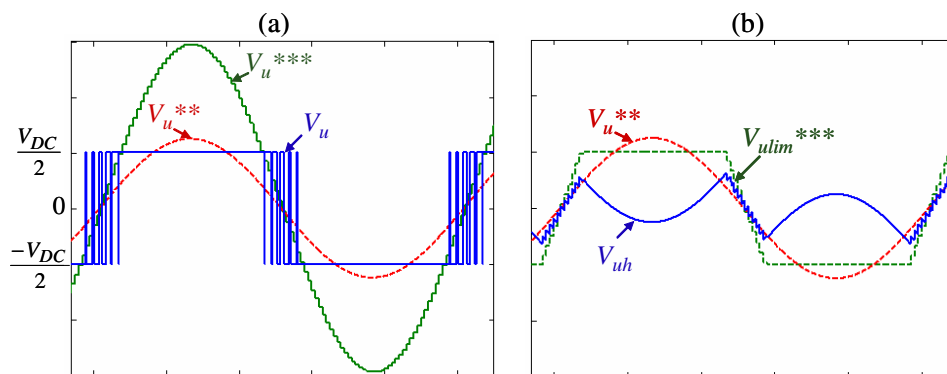 (a)
V_u***
V_u**
V_u
V_DC
2
0
-V_DC
2
(b)
V_u**
V_ulim***
V_uh